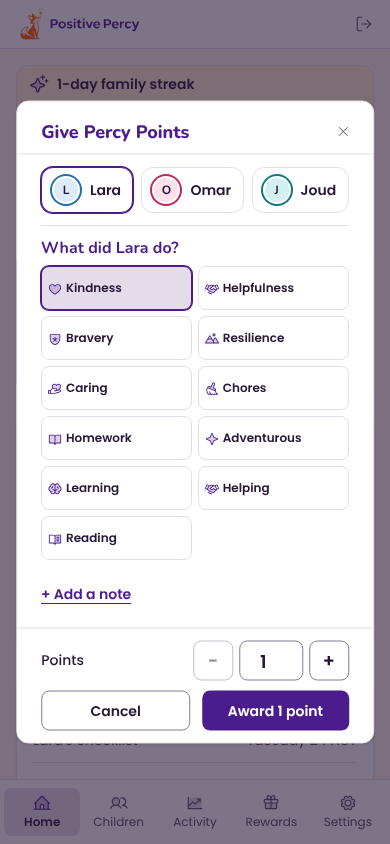 Positive Percy
1-day family streak
Give Percy Points
L Lara O Omar J Joud
What did Lara do?
Kindness Helpfulness
Bravery Resilience
Caring Chores
Homework Adventurous
Learning Helping
Reading
+ Add a note
Points − 1 +
Cancel Award 1 point
Home Children Activity Rewards Settings